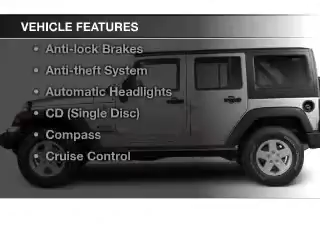 VEHICLE FEATURES
• Anti-lock Brakes
• Anti-theft System
• Automatic Headlights
• CD (Single Disc)
• Compass
• Cruise Control